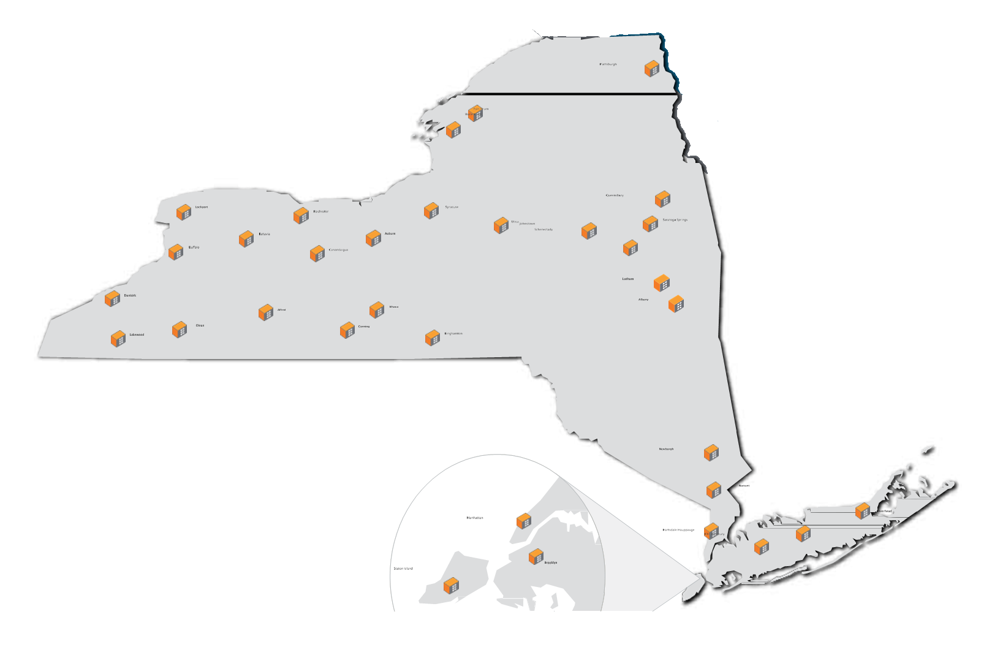 Plattsburgh
Lockport
Rochester
Syracuse
Queensbury
Utica
Johnstown
Schenectady
Saratoga Springs
Batavia
Auburn
Buffalo
Canandaigua
Latham
Dunkirk
Albany
Alfred
Ithaca
Olean
Corning
Lakewood
Binghamton
Newburgh
Nanuet
Riverhead
Manhattan
Hartsdale Hauppauge
Brooklyn
Staten Island